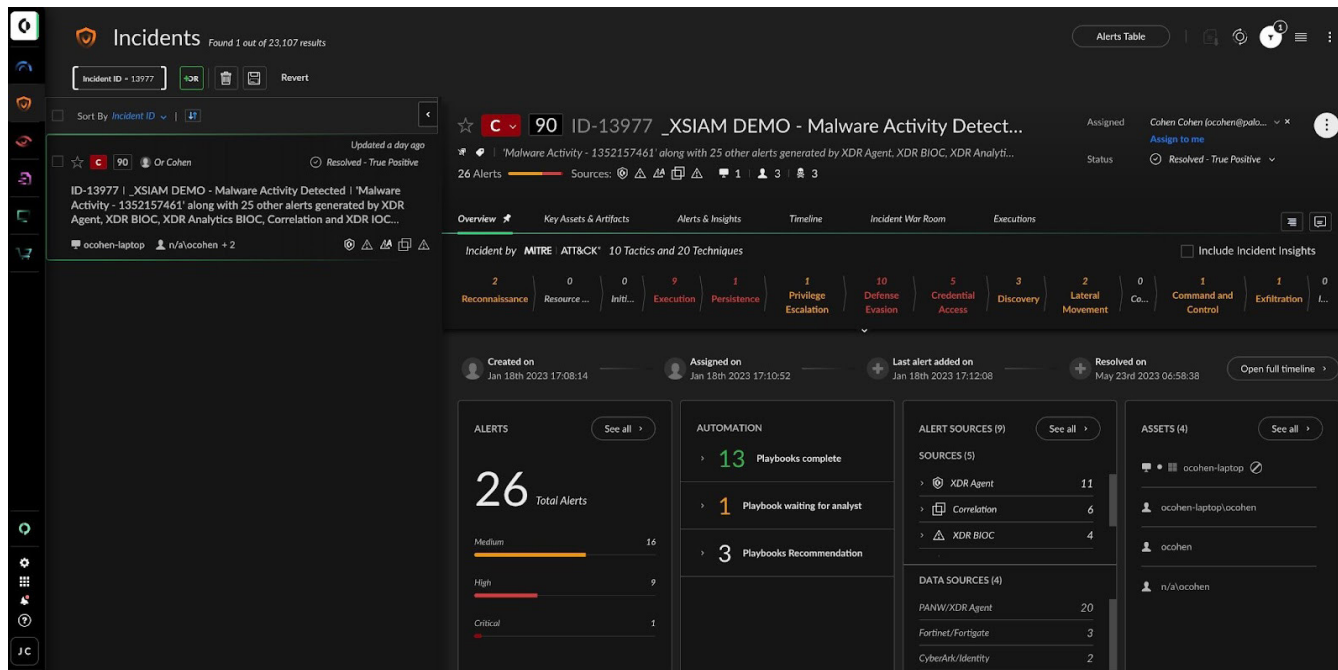 Incidents Found 1 out of 23,107 results
Alerts Table
1
Incident ID = 13977
+OR
Revert
Sort By Incident ID
Updated a day ago
C 90 Or Cohen Resolved - True Positive
ID-13977 | _XSIAM DEMO - Malware Activity Detected | 'Malware
Activity - 1352157461' along with 25 other alerts generated by XDR
Agent, XDR BIOC, XDR Analytics BIOC, Correlation and XDR IOC...
ocohen-laptop n/a\ocohen + 2
C 90 ID-13977 _XSIAM DEMO - Malware Activity Detect...
'Malware Activity - 1352157461' along with 25 other alerts generated by XDR Agent, XDR BIOC, XDR Analyti...
26 Alerts Sources: 1 3 3
Assigned Cohen Cohen (ocohen@palo... ×
Assign to me
Status Resolved - True Positive
Overview Key Assets & Artifacts Alerts & Insights Timeline Incident War Room Executions
Incident by MITRE | ATT&CK® 10 Tactics and 20 Techniques
Include Incident Insights
2 Reconnaissance
0 Resource ...
0 Initi...
9 Execution
1 Persistence
1 Privilege Escalation
10 Defense Evasion
5 Credential Access
3 Discovery
2 Lateral Movement
0 Co...
1 Command and Control
1 Exfiltration
0 I...
Created on
Jan 18th 2023 17:08:14
Assigned on
Jan 18th 2023 17:10:52
Last alert added on
Jan 18th 2023 17:12:08
Resolved on
May 23rd 2023 06:58:38
Open full timeline
ALERTS See all
26 Total Alerts
Medium 16
High 9
Critical 1
AUTOMATION
13 Playbooks complete
1 Playbook waiting for analyst
3 Playbooks Recommendation
ALERT SOURCES (9) See all
SOURCES (5)
XDR Agent 11
Correlation 6
XDR BIOC 4
DATA SOURCES (4)
PANW/XDR Agent 20
Fortinet/Fortigate 3
CyberArk/Identity 2
ASSETS (4) See all
ocohen-laptop
ocohen-laptop\ocohen
ocohen
n/a\ocohen
JC